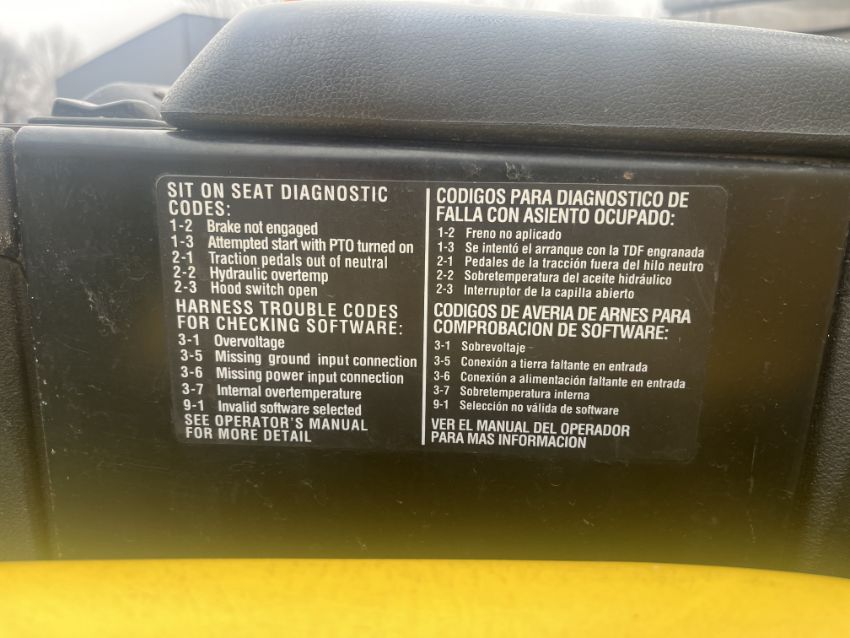 SIT ON SEAT DIAGNOSTIC
CODES:
1-2 Brake not engaged
1-3 Attempted start with PTO turned on
2-1 Traction pedals out of neutral
2-2 Hydraulic overtemp
2-3 Hood switch open
HARNESS TROUBLE CODES
FOR CHECKING SOFTWARE:
3-1 Overvoltage
3-5 Missing ground input connection
3-6 Missing power input connection
3-7 Internal overtemperature
9-1 Invalid software selected
SEE OPERATOR'S MANUAL
FOR MORE DETAIL
CODIGOS PARA DIAGNOSTICO DE
FALLA CON ASIENTO OCUPADO:
1-2 Freno no aplicado
1-3 Se intentó el arranque con la TDF engranada
2-1 Pedales de la tracción fuera del hilo neutro
2-2 Sobretemperatura del aceite hidráulico
2-3 Interruptor de la capilla abierto
CODIGOS DE AVERIA DE ARNES PARA
COMPROBACION DE SOFTWARE:
3-1 Sobrevoltaje
3-5 Conexión a tierra faltante en entrada
3-6 Conexión a alimentación faltante en entrada
3-7 Sobretemperatura interna
9-1 Selección no válida de software
VER EL MANUAL DEL OPERADOR
PARA MAS INFORMACION